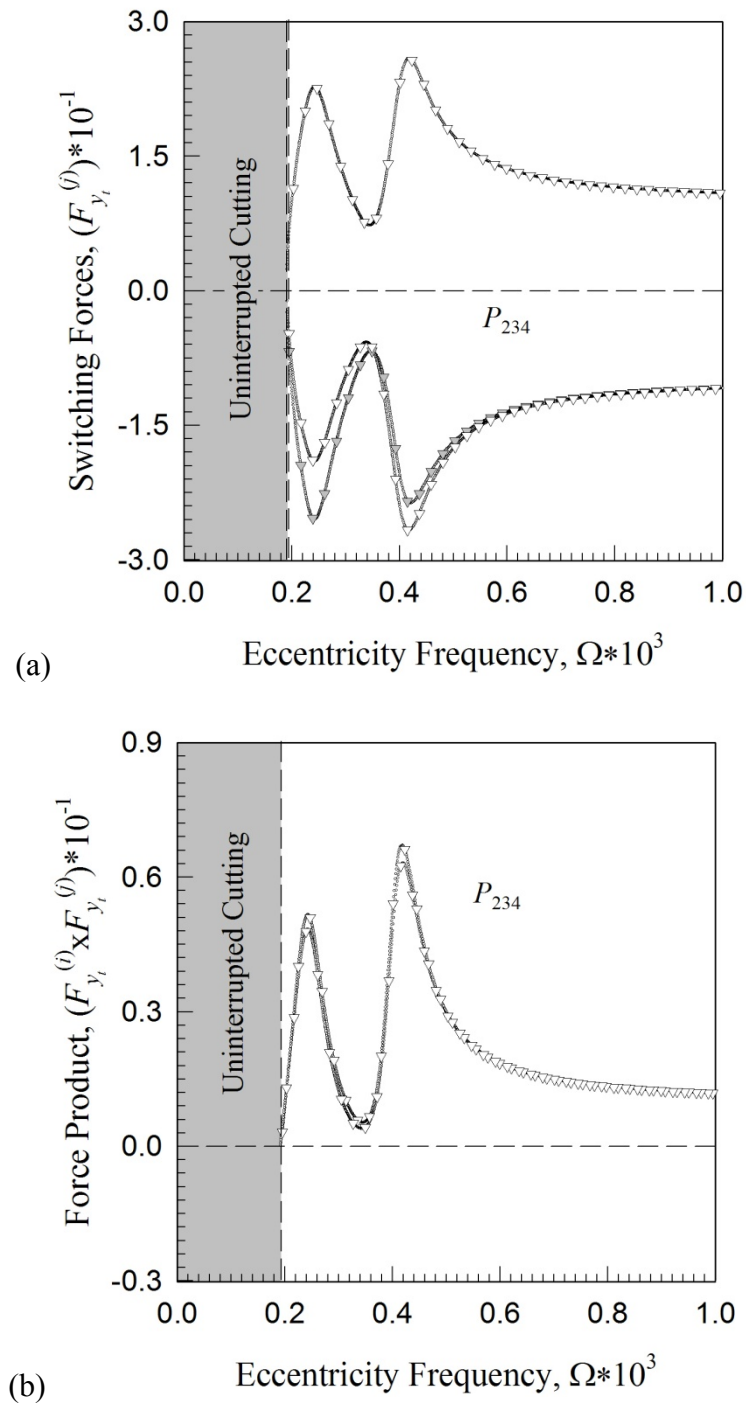 3.0
1.5
0.0
-1.5
-3.0
Switching Forces, (F_{y_t}^{(j)})*10^{-1}
Uninterrupted Cutting
P_{234}
0.0 0.2 0.4 0.6 0.8 1.0
(a)
Eccentricity Frequency, Ω*10^3
0.9
0.6
0.3
0.0
-0.3
Force Product, (F_{y_t}^{(i)}xF_{y_t}^{(j)})*10^{-1}
Uninterrupted Cutting
P_{234}
0.0 0.2 0.4 0.6 0.8 1.0
(b)
Eccentricity Frequency, Ω*10^3